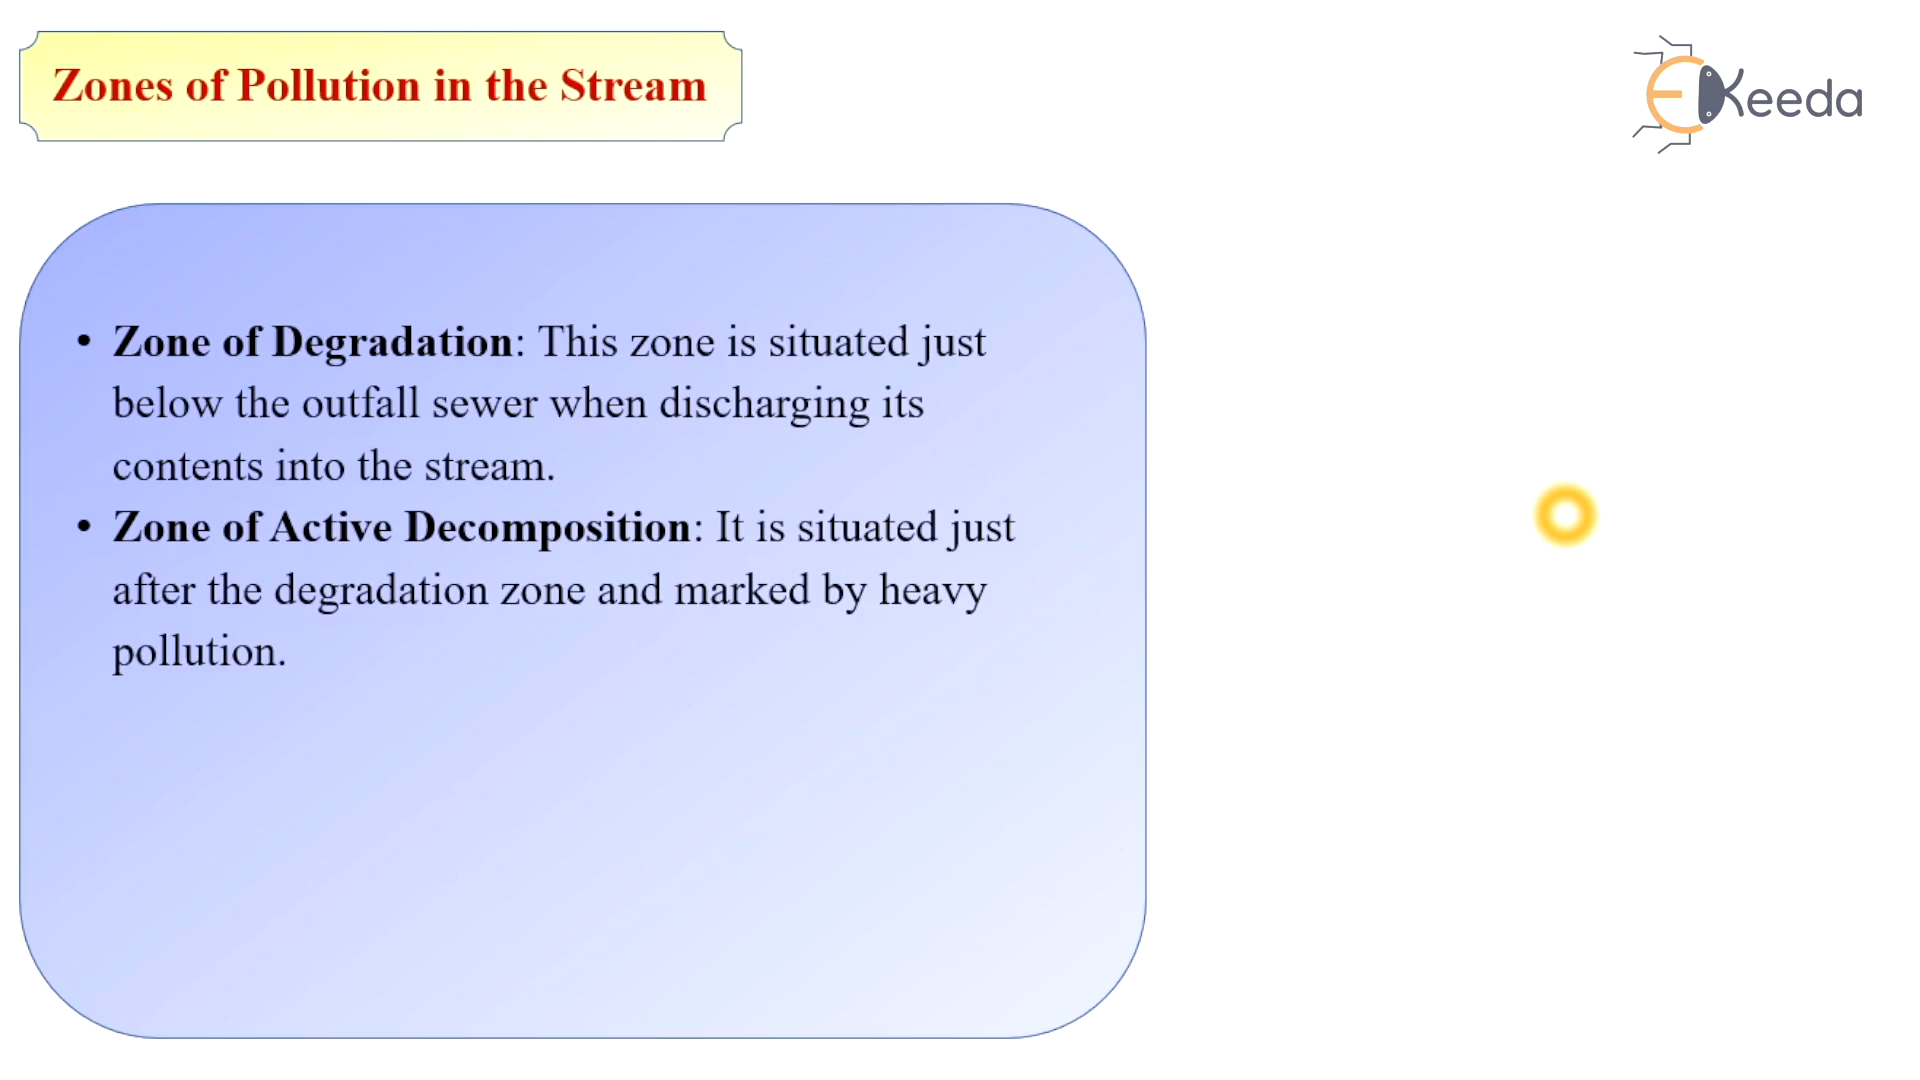 Zones of Pollution in the Stream
EKeeda
• Zone of Degradation: This zone is situated just
below the outfall sewer when discharging its
contents into the stream.
• Zone of Active Decomposition: It is situated just
after the degradation zone and marked by heavy
pollution.